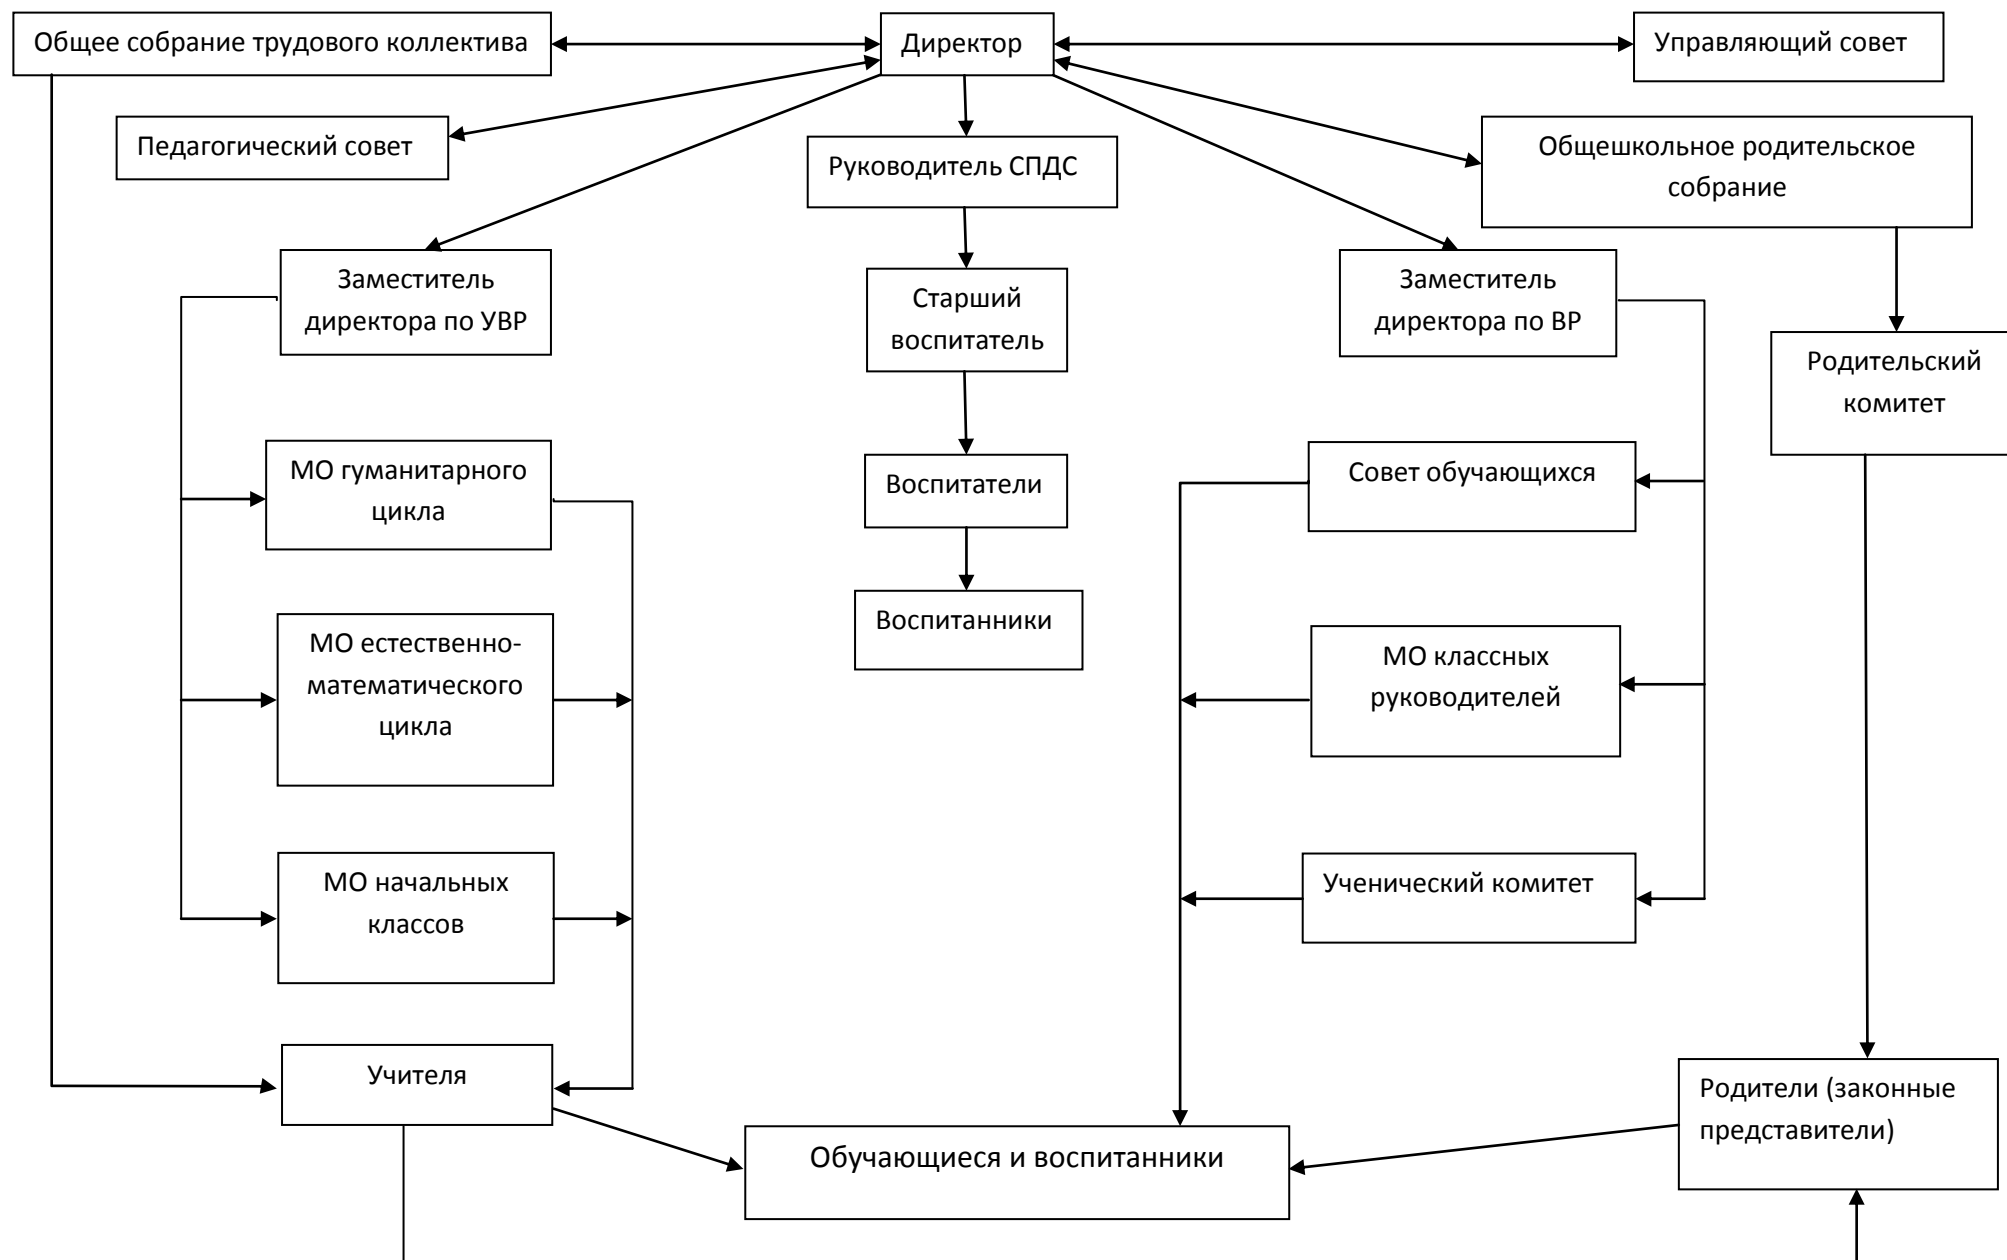 Общее собрание трудового коллектива
Директор
Управляющий совет
Педагогический совет
Руководитель СПДС
Общешкольное родительское
собрание
Заместитель
директора по УВР
Старший
воспитатель
Заместитель
директора по ВР
Родительский
комитет
МО гуманитарного
цикла
Воспитатели
Совет обучающихся
Воспитанники
МО естественно-
математического
цикла
МО классных
руководителей
МО начальных
классов
Ученический комитет
Учителя
Родители (законные
представители)
Обучающиеся и воспитанники